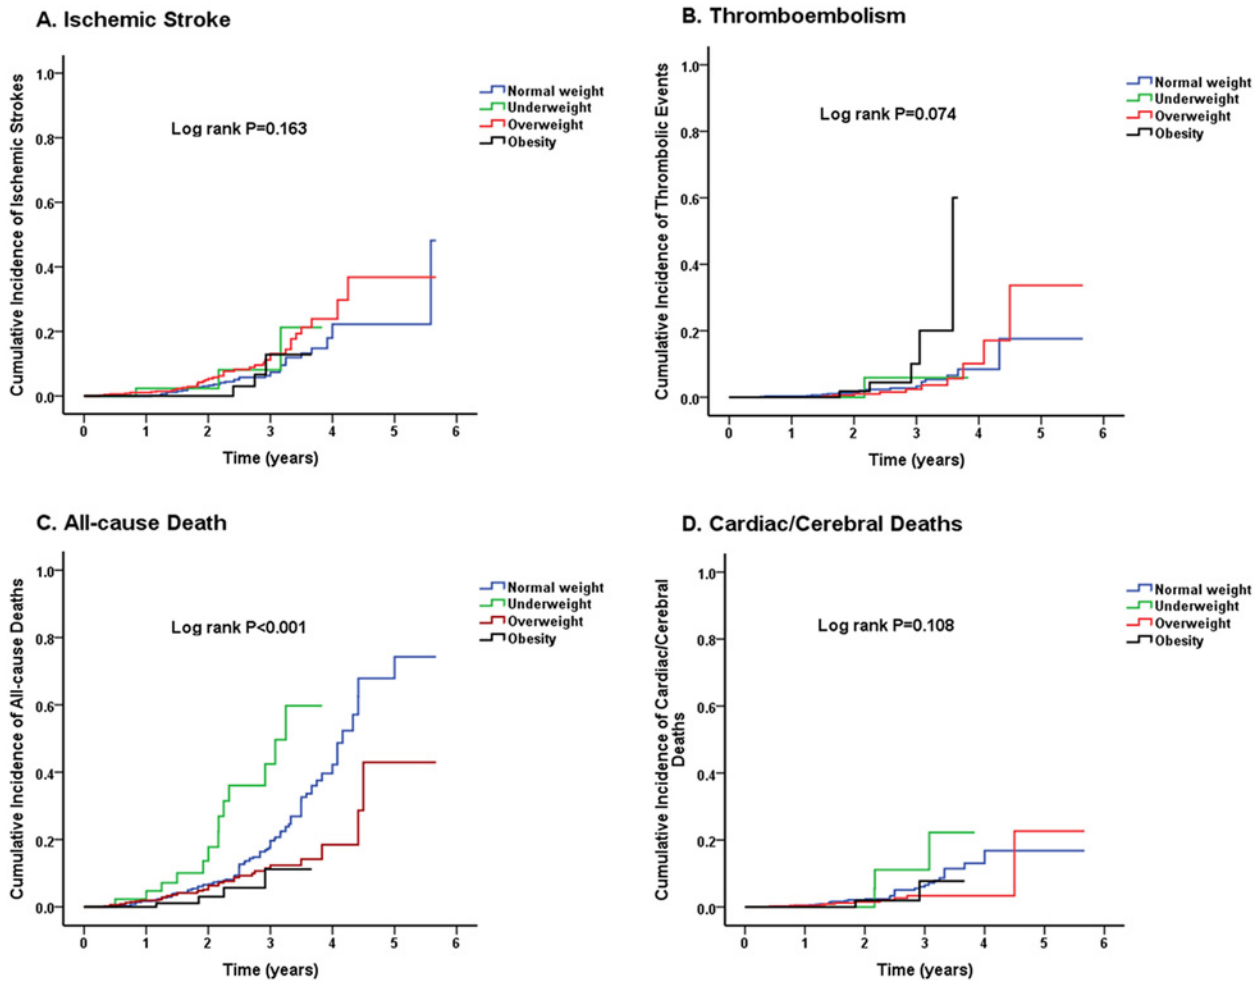 A. Ischemic Stroke
Cumulative Incidence of Ischemic Strokes
1.0
0.8
0.6
0.4
0.2
0.0
Log rank P=0.163
Normal weight
Underweight
Overweight
Obesity
0 1 2 3 4 5 6
Time (years)
B. Thromboembolism
Cumulative Incidence of Thrombolic Events
1.0
0.8
0.6
0.4
0.2
0.0
Log rank P=0.074
Normal weight
Underweight
Overweight
Obesity
0 1 2 3 4 5 6
Time (years)
C. All-cause Death
Cumulative Incidence of All-cause Deaths
1.0
0.8
0.6
0.4
0.2
0.0
Log rank P<0.001
Normal weight
Underweight
Overweight
Obesity
0 1 2 3 4 5 6
Time (years)
D. Cardiac/Cerebral Deaths
Cumulative Incidence of Cardiac/Cerebral
Deaths
1.0
0.8
0.6
0.4
0.2
0.0
Log rank P=0.108
Normal weight
Underweight
Overweight
Obesity
0 1 2 3 4 5 6
Time (years)